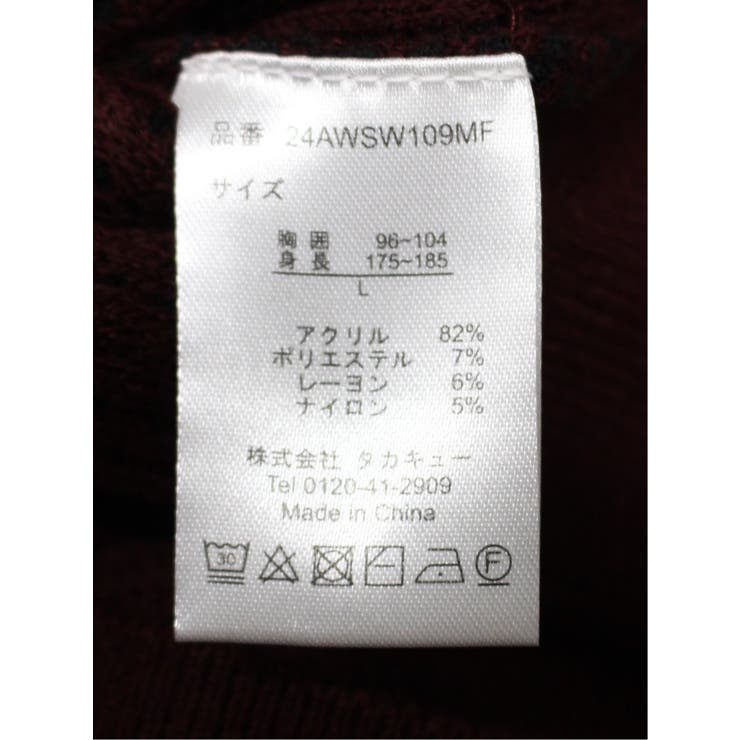 品番 24AWSW109MF
サイズ
胸囲 96~104
身長 175~185
L
アクリル 82%
ポリエステル 7%
レーヨン 6%
ナイロン 5%
株式会社 タカキュー
Tel 0120-41-2909
Made in China
30 F